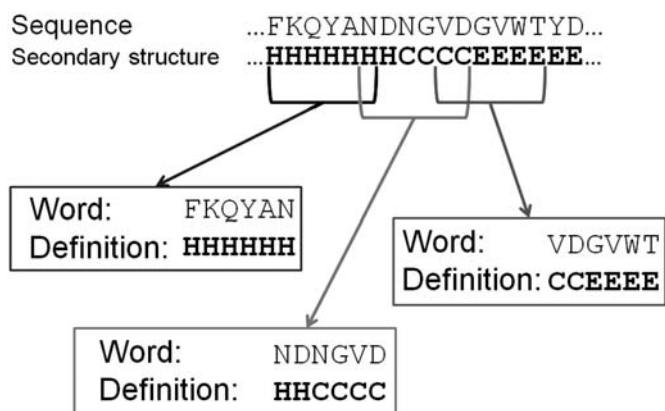 Sequence ...FKQYANDNGVDGVWTYD...
Secondary structure ...HHHHHHHCCCCEEEEEE...
Word: FKQYAN
Definition: HHHHHH
Word: VDGVWT
Definition: CCEEEE
Word: NDNGVD
Definition: HHCCCC